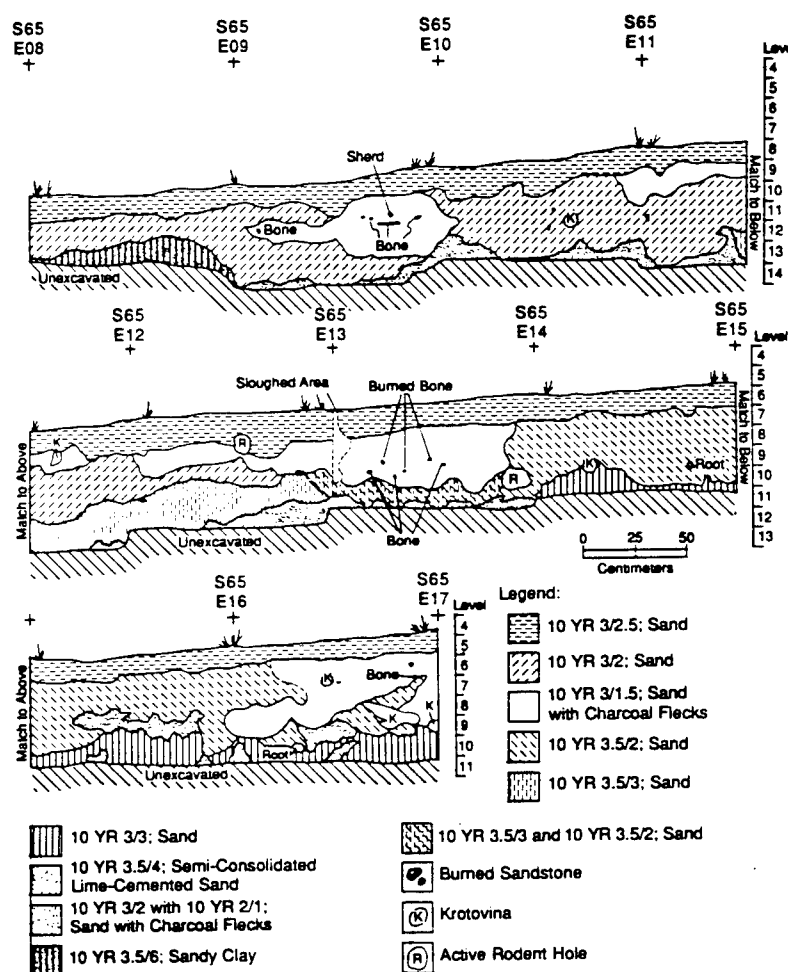 S65 S65 S65 S65
E08 E09 E10 E11
Level
4
5
6
7
8
9
10
11
12
13
14
Sherd
Bone
Bone
K
Unexcavated
Match to Below
S65 S65 S65 S65
E12 E13 E14 E15
Level
4
5
6
7
8
9
10
11
12
13
Sloughed Area
Burned Bone
K
R
R
K
Root
Match to Above
Match to Below
Unexcavated
Bone
0 25 50
Centimeters
S65 S65
E16 E17
Level
4
5
6
7
8
9
10
11
K
Bone
K
K
Root
Match to Above
Unexcavated
Legend:
10 YR 3/2.5; Sand
10 YR 3/2; Sand
10 YR 3/1.5; Sand
with Charcoal Flecks
10 YR 3.5/2; Sand
10 YR 3.5/3; Sand
10 YR 3/3; Sand
10 YR 3.5/4; Semi-Consolidated
Lime-Cemented Sand
10 YR 3/2 with 10 YR 2/1;
Sand with Charcoal Flecks
10 YR 3.5/6; Sandy Clay
10 YR 3.5/3 and 10 YR 3.5/2; Sand
Burned Sandstone
K Krotovina
R Active Rodent Hole